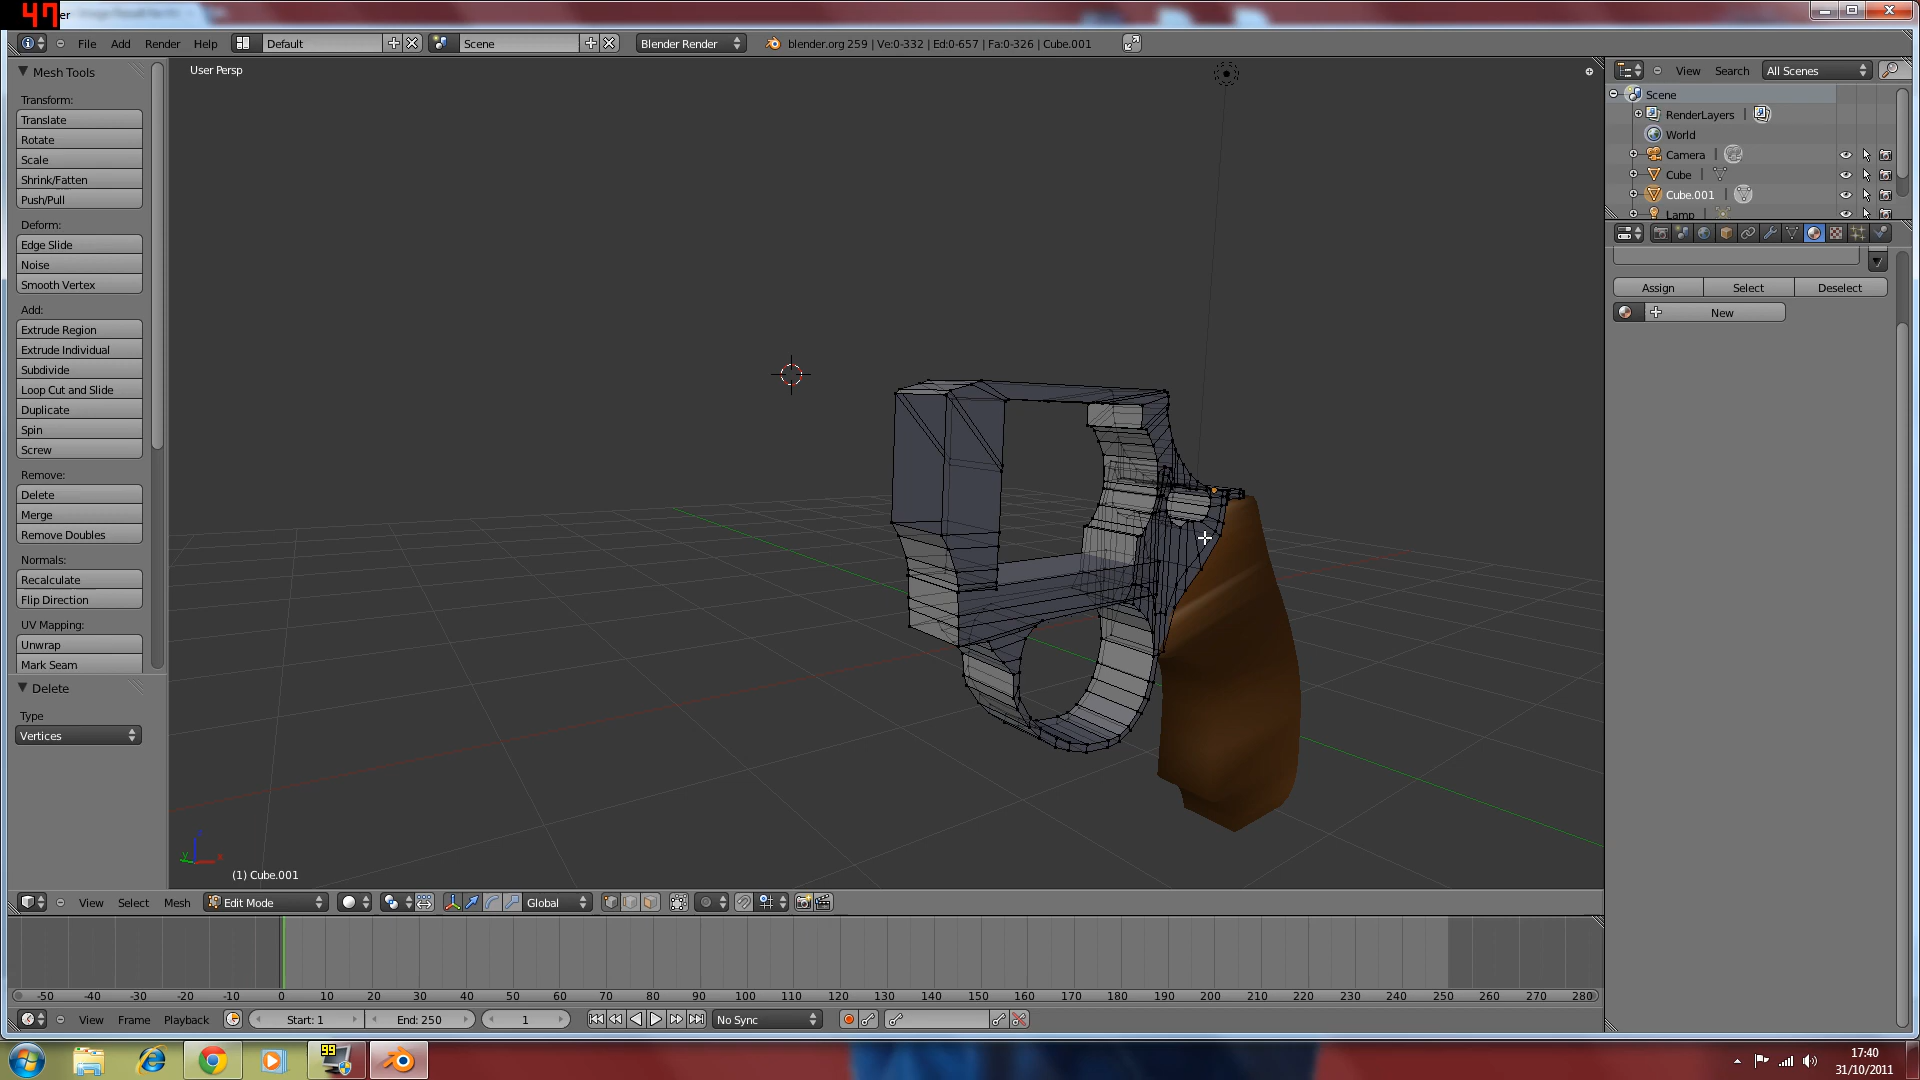 47 er
File Add Render Help Default Scene Blender Render blender.org 259 | Ve:0-332 | Ed:0-657 | Fa:0-326 | Cube.001
Mesh Tools
Transform:
Translate
Rotate
Scale
Shrink/Fatten
Push/Pull
Deform:
Edge Slide
Noise
Smooth Vertex
Add:
Extrude Region
Extrude Individual
Subdivide
Loop Cut and Slide
Duplicate
Spin
Screw
Remove:
Delete
Merge
Remove Doubles
Normals:
Recalculate
Flip Direction
UV Mapping:
Unwrap
Mark Seam
Delete
Type
Vertices
User Persp
y x
(1) Cube.001
View Search All Scenes
Scene
RenderLayers |
World
Camera |
Cube |
Cube.001 |
Lamp |
Assign Select Deselect
New
View Select Mesh Edit Mode Global
-50 -40 -30 -20 -10 0 10 20 30 40 50 60 70 80 90 100 110 120 130 140 150 160 170 180 190 200 210 220 230 240 250 260 270 280
View Frame Playback Start: 1 End: 250 1 No Sync
99
17:40
31/10/2011